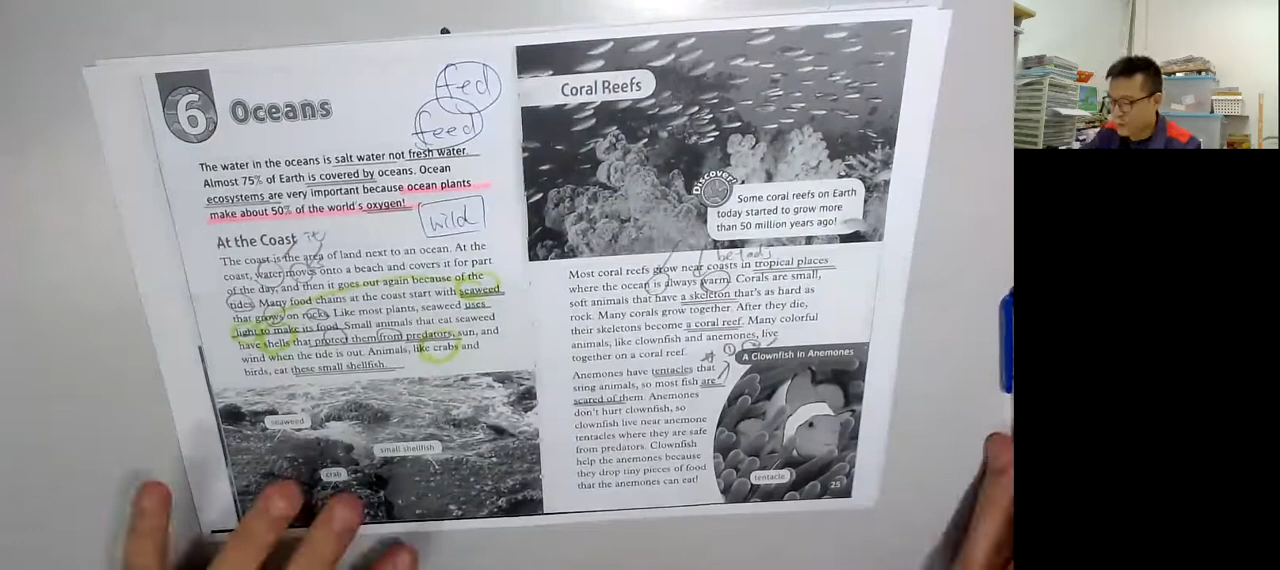 6 Oceans
fed
feed
The water in the oceans is salt water not fresh water.
Almost 75% of Earth is covered by oceans. Ocean
ecosystems are very important because ocean plants
make about 50% of the world's oxygen!
wild
At the Coast
it
The coast is the area of land next to an ocean. At the
coast, water moves onto a beach and covers it for part
of the day, and then it goes out again because of the
tides. Many food chains at the coast start with seaweed
that grows on rocks. Like most plants, seaweed uses
light to make its food. Small animals that eat seaweed
have shells that protect them from predators, sun, and
wind when the tide is out. Animals, like crabs and
birds, eat these small shellfish.
seaweed
small shellfish
crab
Coral Reefs
Discover!
Some coral reefs on Earth
today started to grow more
than 50 million years ago!
Most coral reefs grow near coasts in tropical places
where the ocean is always warm. Corals are small,
soft animals that have a skeleton that's as hard as
rock. Many corals grow together. After they die,
their skeletons become a coral reef. Many colorful
animals, like clownfish and anemones, live
together on a coral reef.
Anemones have tentacles that
sting animals, so most fish are
scared of them. Anemones
don't hurt clownfish, so
clownfish live near anemone
tentacles where they are safe
from predators. Clownfish
help the anemones because
they drop tiny pieces of food
that the anemones can eat!
A Clownfish in Anemones
tentacle
25